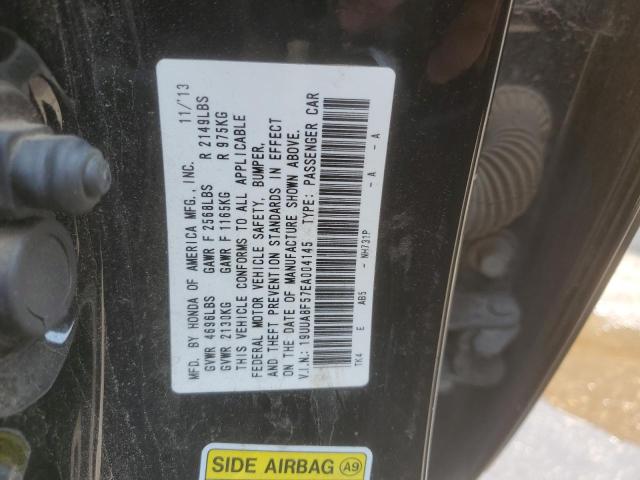 MFD. BY HONDA OF AMERICA MFG., INC. 11/'13
GVWR 4696LBS GAWR F 2568LBS R 2149LBS
GVWR 2130KG GAWR F 1165KG R 975KG
THIS VEHICLE CONFORMS TO ALL APPLICABLE
FEDERAL MOTOR VEHICLE SAFETY, BUMPER,
AND THEFT PREVENTION STANDARDS IN EFFECT
ON THE DATE OF MANUFACTURE SHOWN ABOVE.
V.I.N.: 19UUA8F57EA004145 TYPE: PASSENGER CAR
TK4 E AB5 - NH731P - A - A
SIDE AIRBAG A9